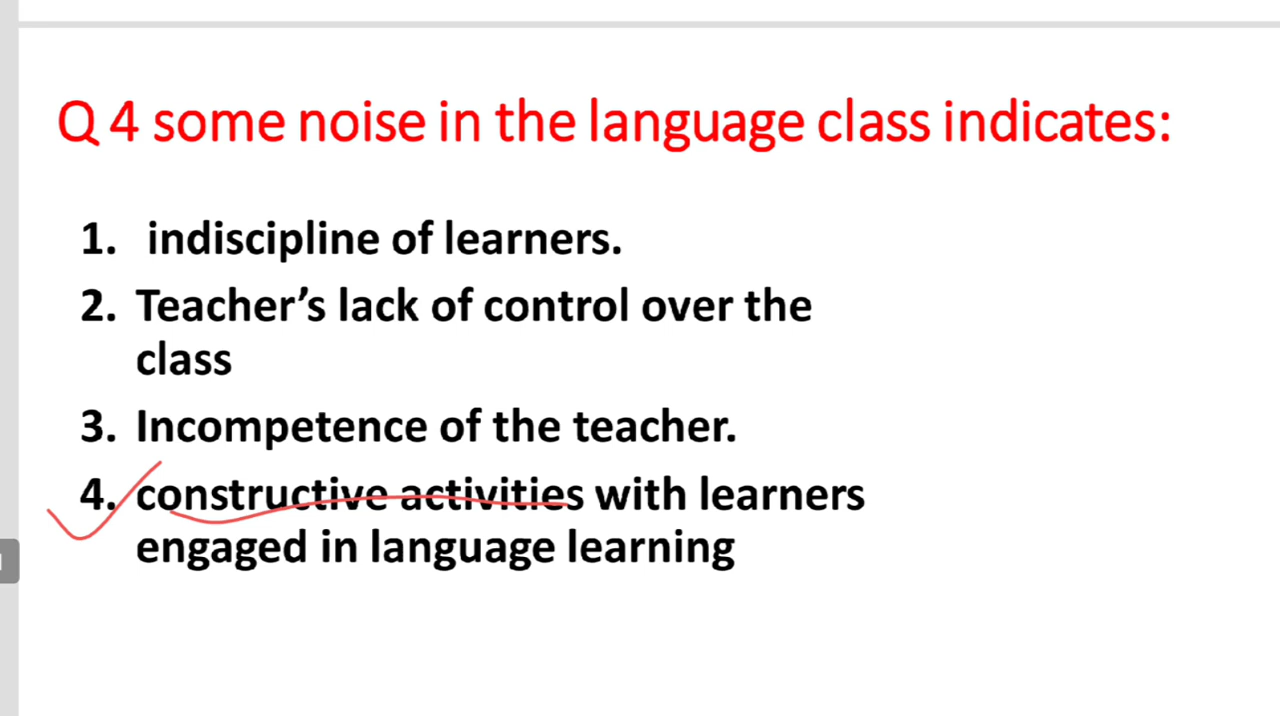 Q 4 some noise in the language class indicates:
1. indiscipline of learners.
2. Teacher’s lack of control over the
class
3. Incompetence of the teacher.
4. constructive activities with learners
engaged in language learning